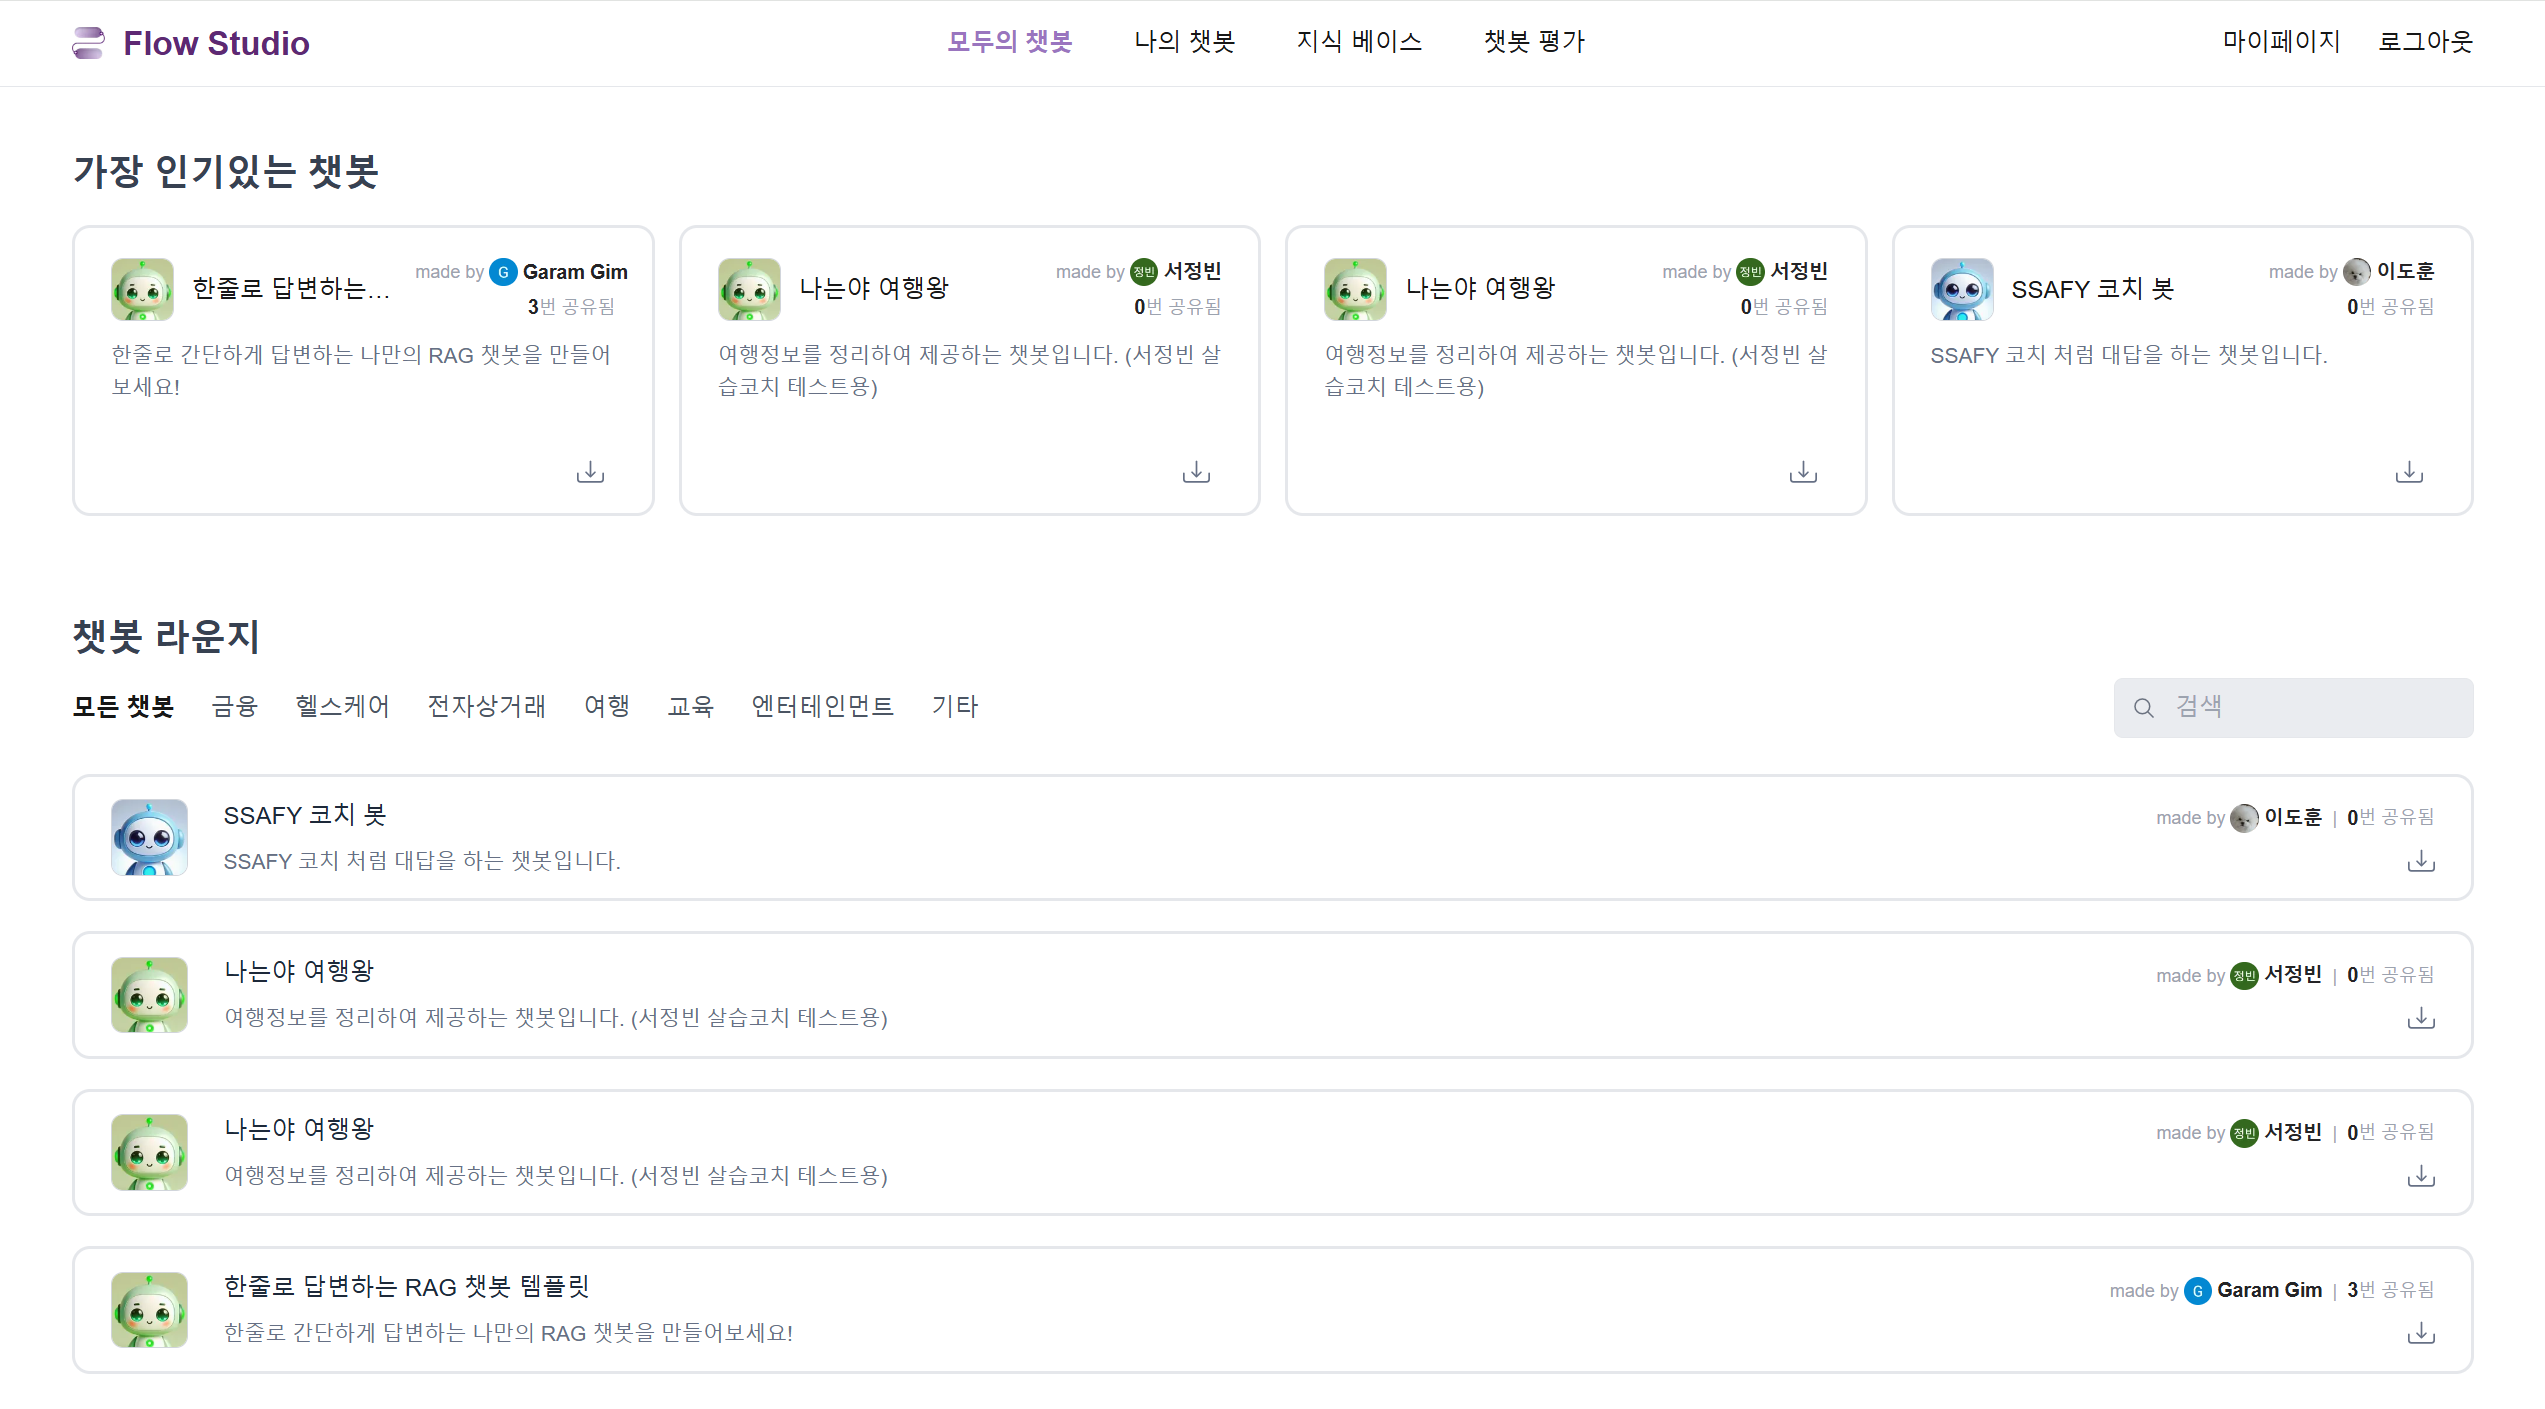 Flow Studio
모두의 챗봇
나의 챗봇
지식 베이스
챗봇 평가
마이페이지
로그아웃
가장 인기있는 챗봇
한줄로 답변하는...
made by G Garam Gim
3번 공유됨
한줄로 간단하게 답변하는 나만의 RAG 챗봇을 만들어
보세요!
나는야 여행왕
made by 정빈 서정빈
0번 공유됨
여행정보를 정리하여 제공하는 챗봇입니다. (서정빈 실
습코치 테스트용)
나는야 여행왕
made by 정빈 서정빈
0번 공유됨
여행정보를 정리하여 제공하는 챗봇입니다. (서정빈 실
습코치 테스트용)
SSAFY 코치 봇
made by 이도훈
0번 공유됨
SSAFY 코치 처럼 대답을 하는 챗봇입니다.
챗봇 라운지
모든 챗봇
금융
헬스케어
전자상거래
여행
교육
엔터테인먼트
기타
검색
SSAFY 코치 봇
made by 이도훈 | 0번 공유됨
SSAFY 코치 처럼 대답을 하는 챗봇입니다.
나는야 여행왕
made by 정빈 서정빈 | 0번 공유됨
여행정보를 정리하여 제공하는 챗봇입니다. (서정빈 실습코치 테스트용)
나는야 여행왕
made by 정빈 서정빈 | 0번 공유됨
여행정보를 정리하여 제공하는 챗봇입니다. (서정빈 실습코치 테스트용)
한줄로 답변하는 RAG 챗봇 템플릿
made by G Garam Gim | 3번 공유됨
한줄로 간단하게 답변하는 나만의 RAG 챗봇을 만들어보세요!